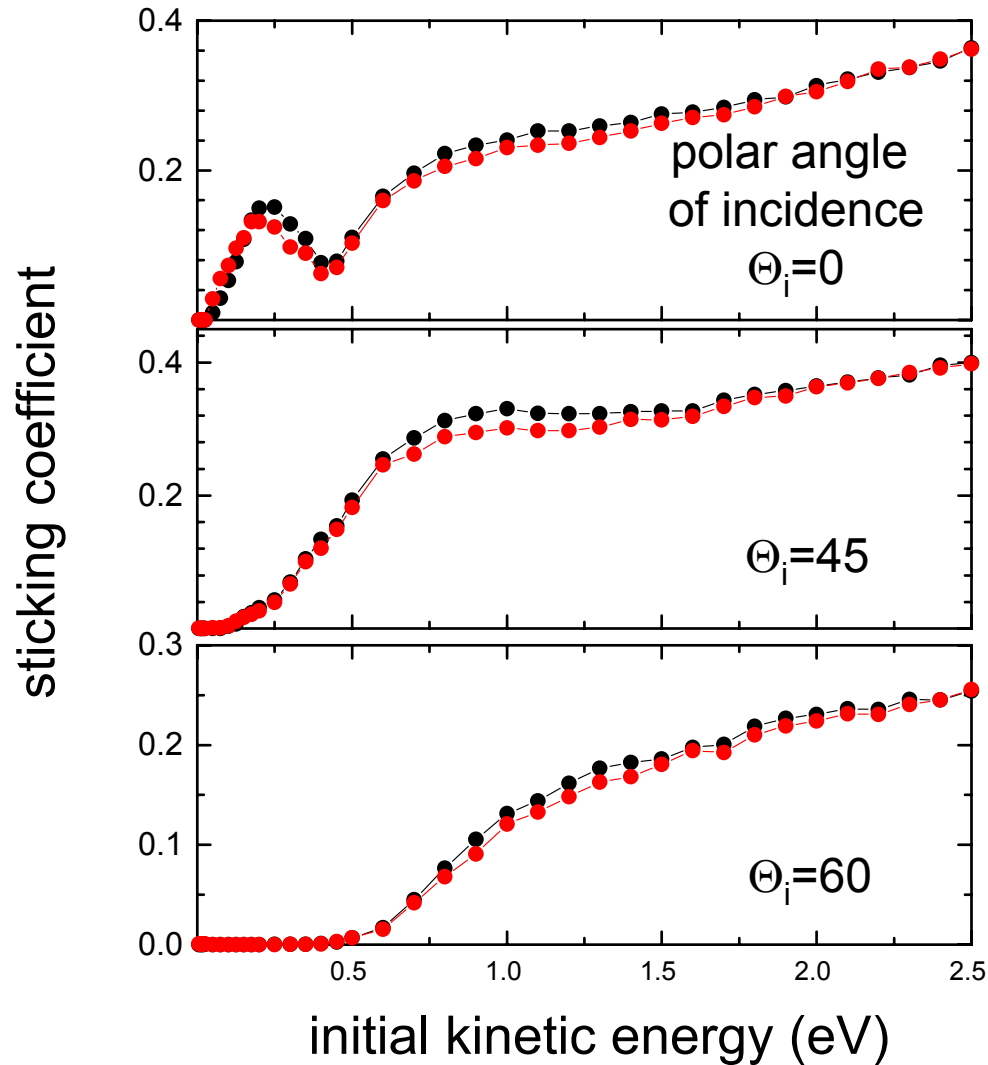 sticking coefficient
0.4
0.2
polar angle
of incidence
Θi=0
0.4
0.2
Θi=45
0.3
0.2
0.1
0.0
Θi=60
0.5 1.0 1.5 2.0 2.5
initial kinetic energy (eV)